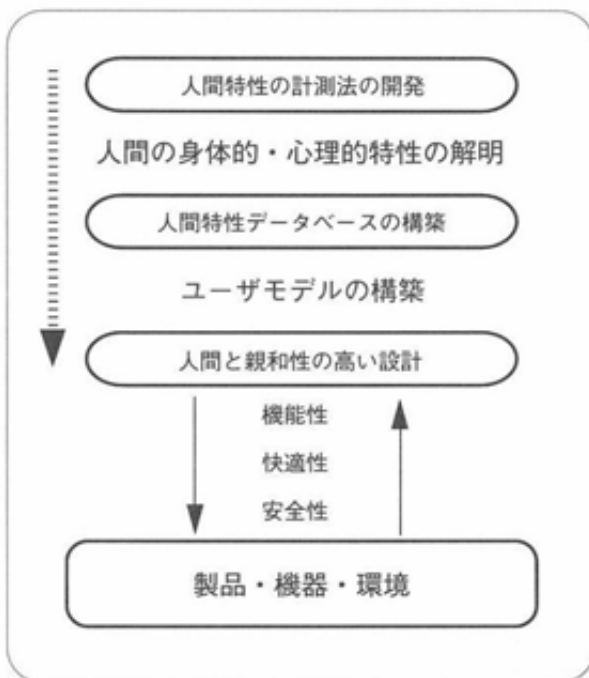 人間特性の計測法の開発
人間の身体的・心理的特性の解明
人間特性データベースの構築
ユーザモデルの構築
人間と親和性の高い設計
機能性
快適性
安全性
製品・機器・環境